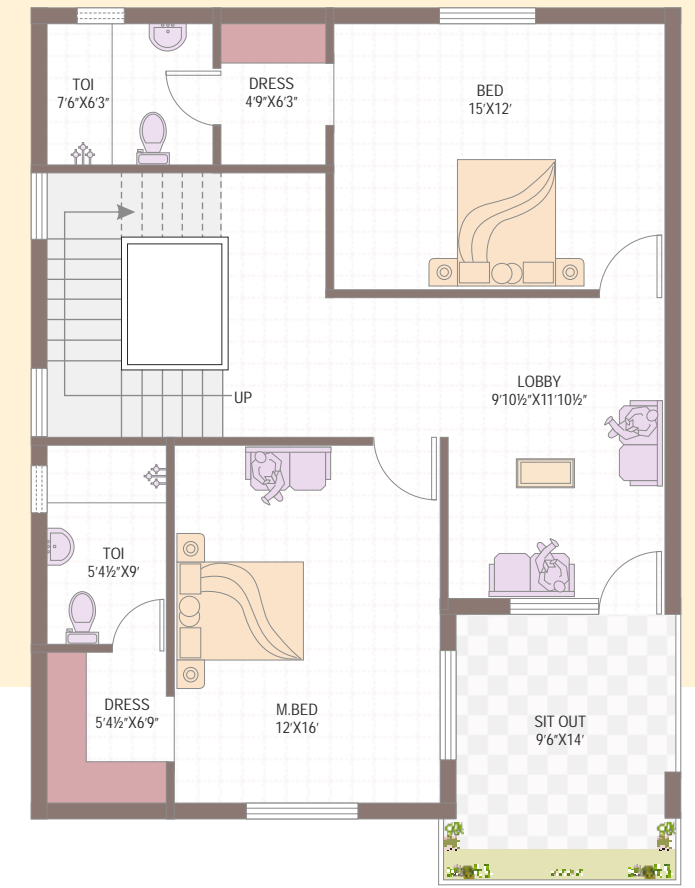 TOI
7'6"X6'3"
DRESS
4'9"X6'3"
BED
15'X12'
LOBBY
9'10½"X11'10½"
UP
TOI
5'4½"X9'
DRESS
5'4½"X6'9"
M.BED
12'X16'
SIT OUT
9'6"X14'